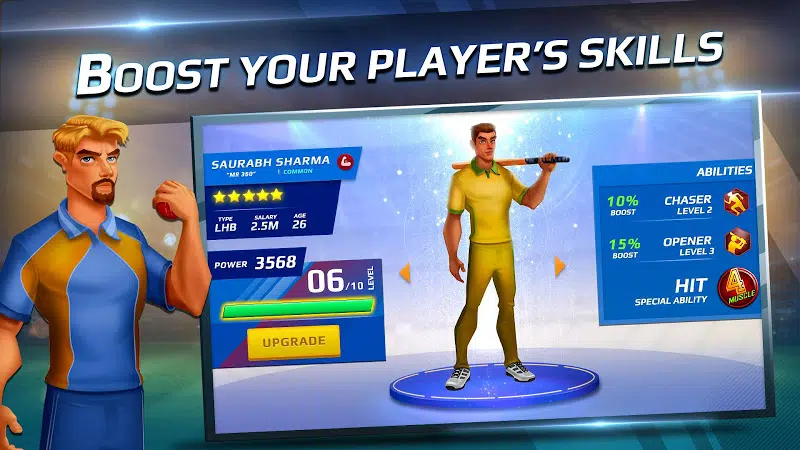 BOOST YOUR PLAYER'S SKILLS
SAURABH SHARMA
"MR 360"
COMMON
TYPE
LHB
SALARY
2.5M
AGE
26
POWER 3568
06/10 LEVEL
UPGRADE
ABILITIES
10%
BOOST
CHASER
LEVEL 2
15%
BOOST
OPENER
LEVEL 3
HIT
SPECIAL ABILITY
4
MUSCLE